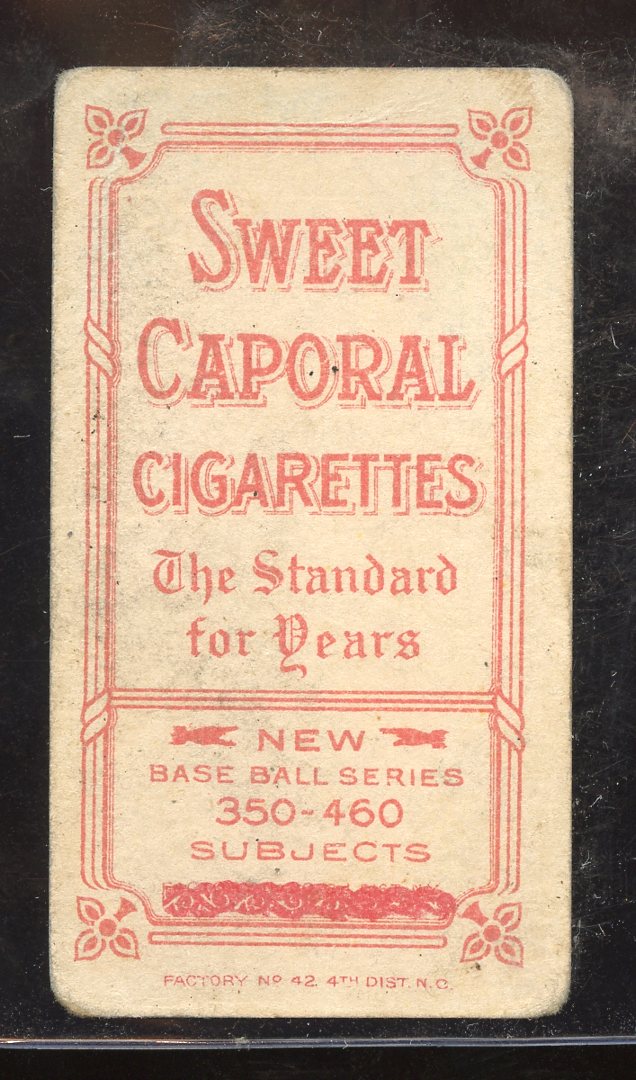 SWEET
CAPORAL
CIGARETTES
The Standard
for Years
NEW
BASE BALL SERIES
350-460
SUBJECTS
FACTORY Nº 42. 4TH DIST. N.C.